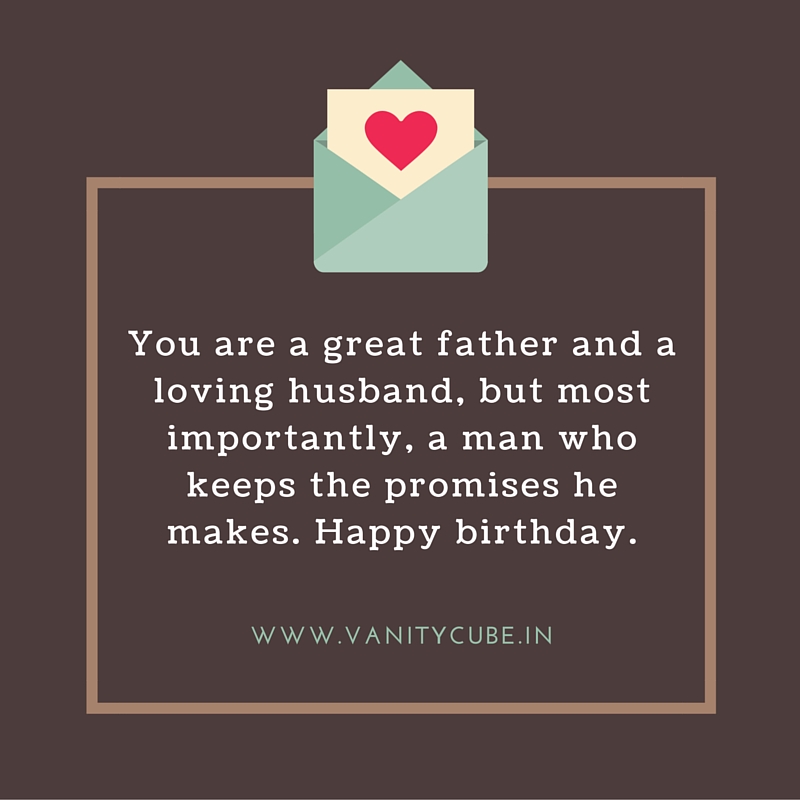 You are a great father and a
loving husband, but most
importantly, a man who
keeps the promises he
makes. Happy birthday.
WWW.VANITYCUBE.IN